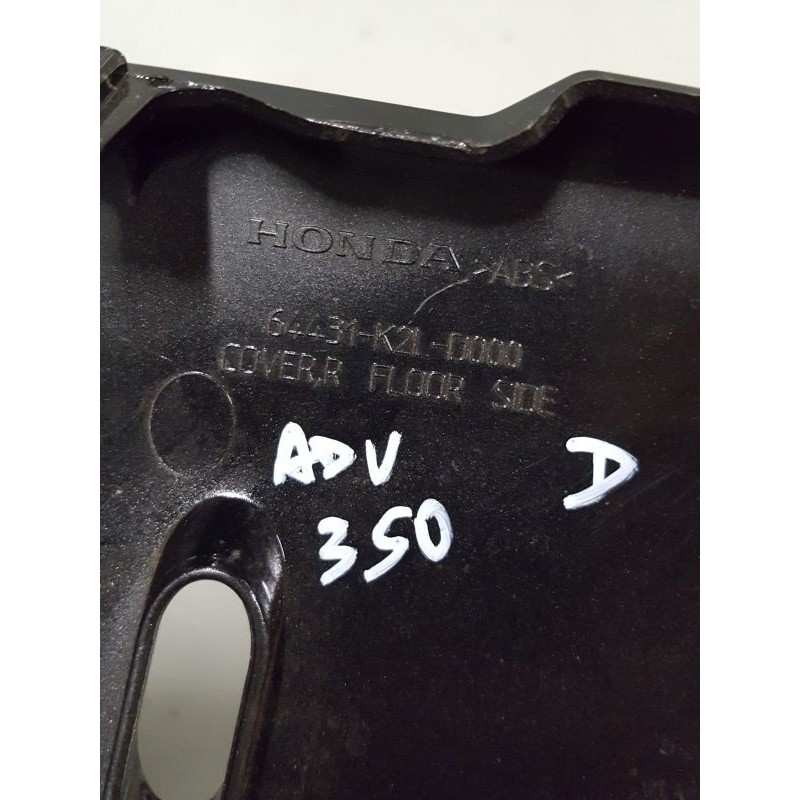 HONDA >ABS<
64431-K2L-D000
COVER,R FLOOR SIDE
ADV D
350